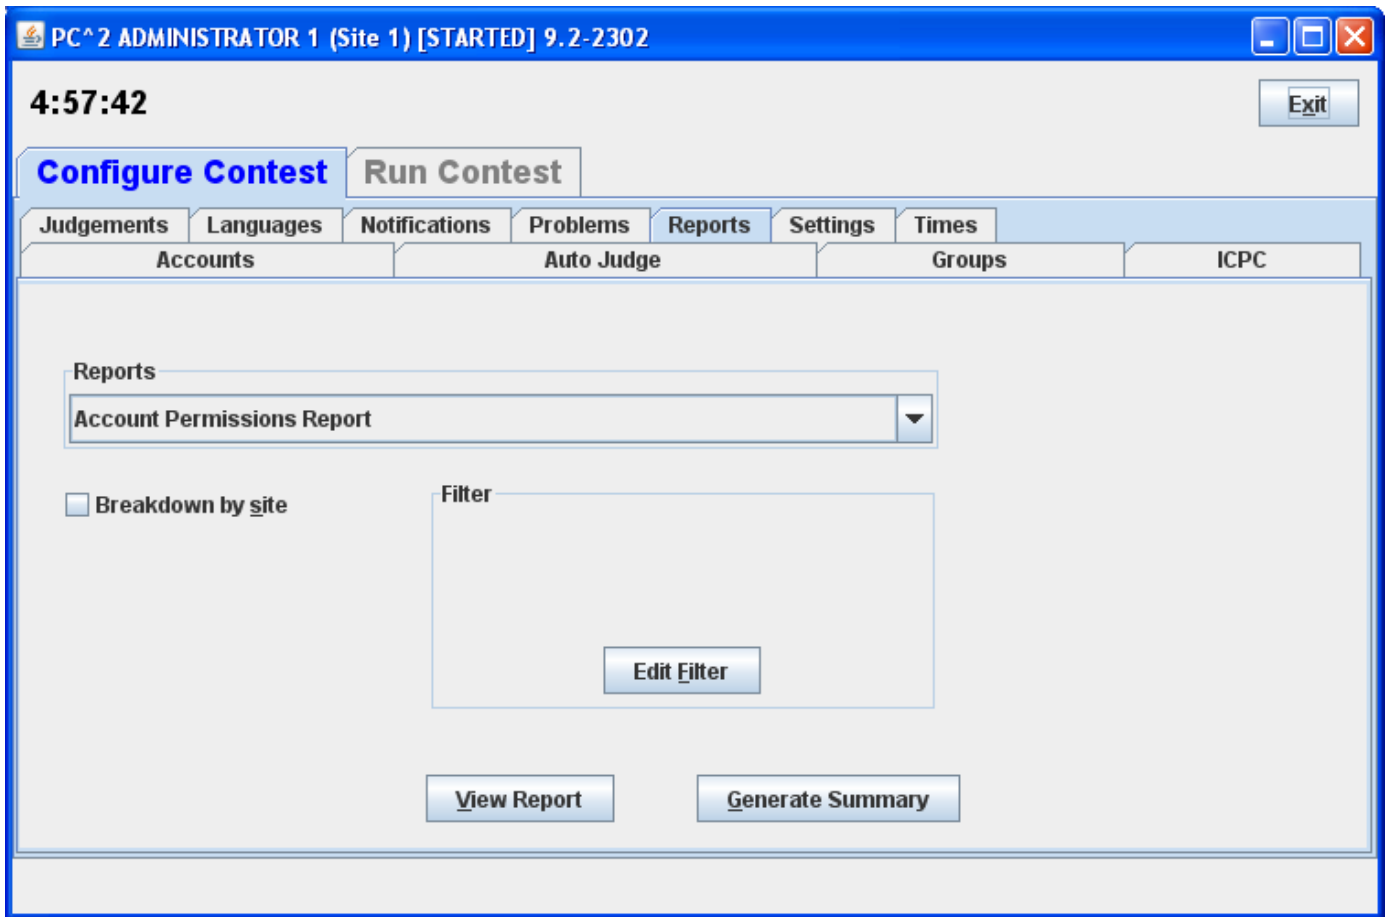 PC^2 ADMINISTRATOR 1 (Site 1) [STARTED] 9.2-2302
4:57:42
Exit
Configure Contest Run Contest
Judgements Languages Notifications Problems Reports Settings Times
Accounts Auto Judge Groups ICPC
Reports
Account Permissions Report
Breakdown by site
Filter
Edit Filter
View Report Generate Summary